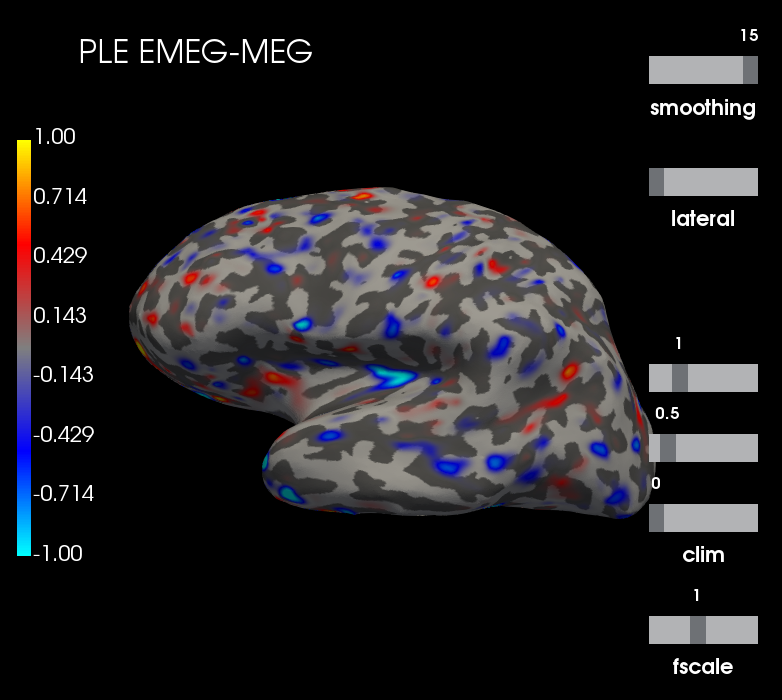 PLE EMEG-MEG
1.00
0.714
0.429
0.143
-0.143
-0.429
-0.714
-1.00
15
smoothing
lateral
1
0.5
0
clim
1
fscale